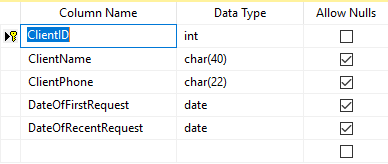 Column Name Data Type Allow Nulls
ClientID int
ClientName char(40)
ClientPhone char(22)
DateOfFirstRequest date
DateOfRecentRequest date